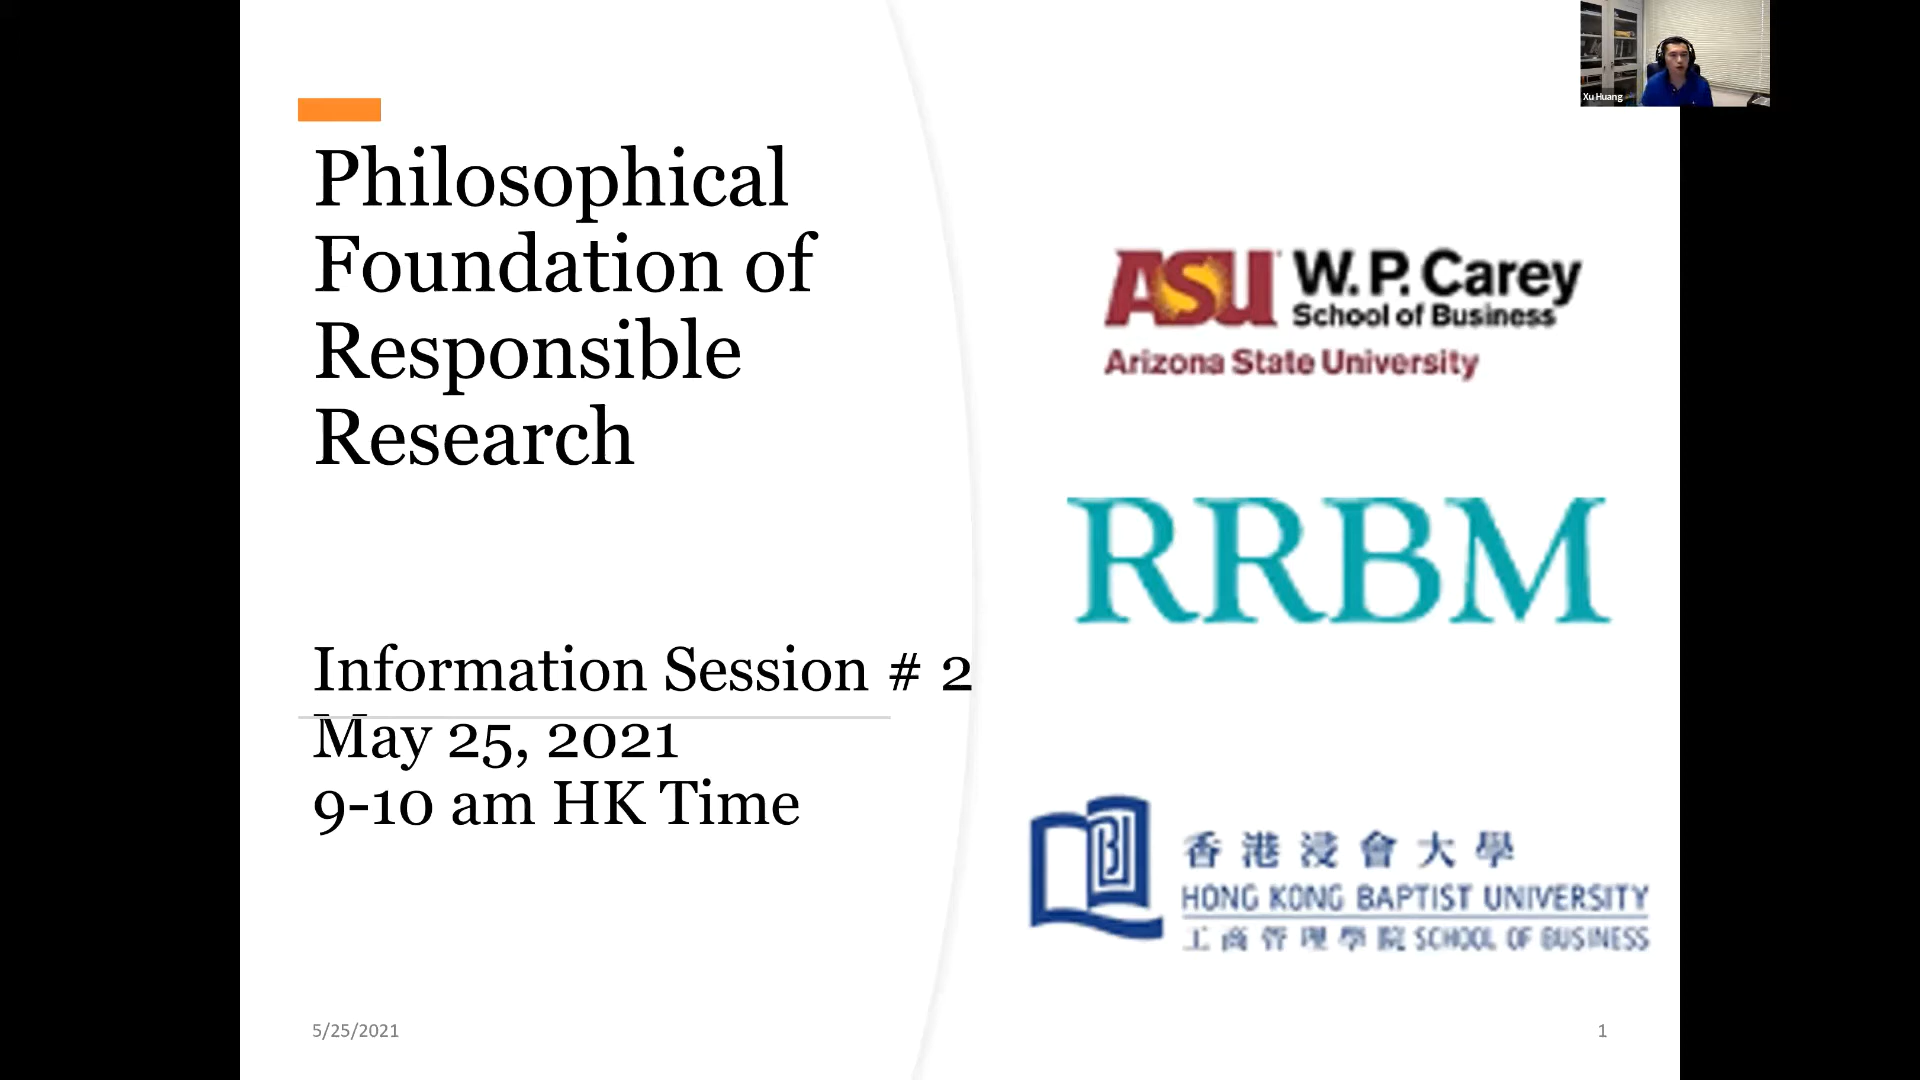 Philosophical
Foundation of
Responsible
Research
Information Session # 2
May 25, 2021
9-10 am HK Time
5/25/2021
ASU W. P. Carey
School of Business
Arizona State University
RRBM
香港浸會大學
HONG KONG BAPTIST UNIVERSITY
工商管理學院 SCHOOL OF BUSINESS
1
Xu Huang